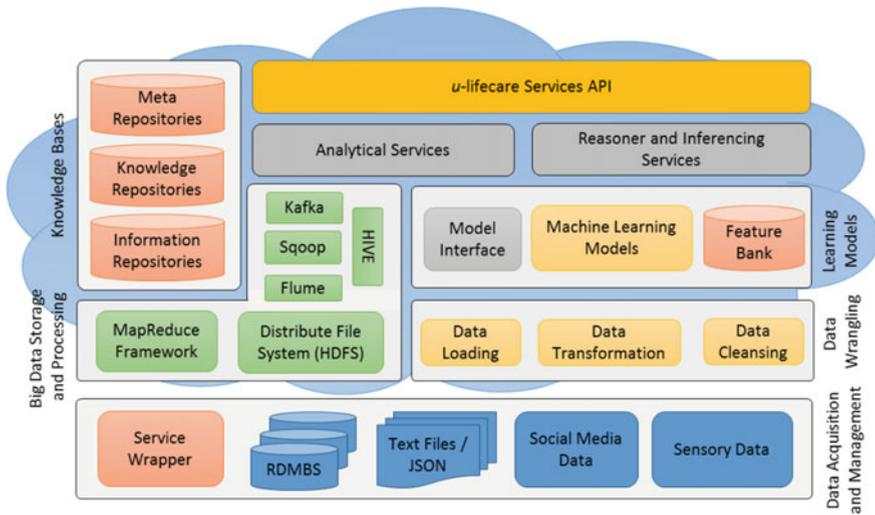 u-lifecare Services API
Analytical Services
Reasoner and Inferencing
Services
Knowledge Bases
Meta
Repositories
Knowledge
Repositories
Information
Repositories
Kafka
Sqoop
Flume
HIVE
Model
Interface
Machine Learning
Models
Feature
Bank
Learning
Models
Big Data Storage
and Processing
MapReduce
Framework
Distribute File
System (HDFS)
Data
Loading
Data
Transformation
Data
Cleansing
Data
Wrangling
Service
Wrapper
RDMBS
Text Files /
JSON
Social Media
Data
Sensory Data
Data Acquisition
and Management